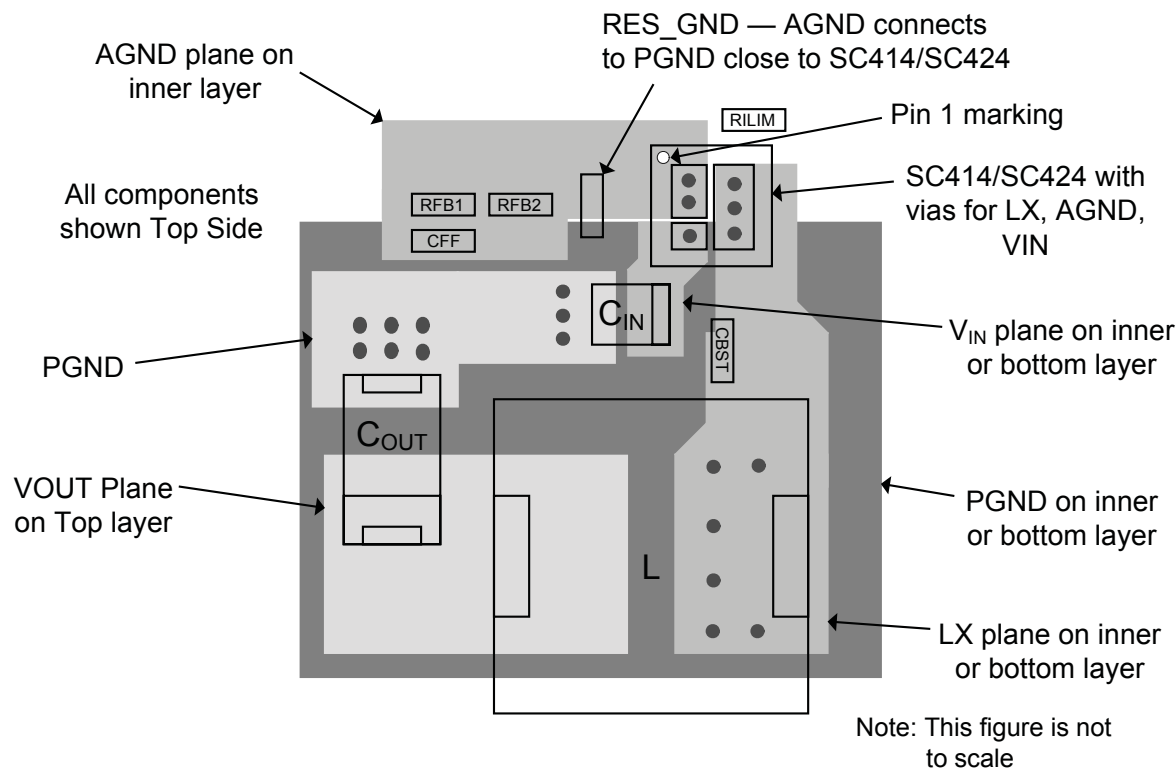 RES_GND — AGND connects
to PGND close to SC414/SC424
AGND plane on
inner layer
RILIM
Pin 1 marking
All components
shown Top Side
RFB1
RFB2
CFF
SC414/SC424 with
vias for LX, AGND,
VIN
CIN
CBST
VIN plane on inner
or bottom layer
PGND
COUT
VOUT Plane
on Top layer
L
PGND on inner
or bottom layer
LX plane on inner
or bottom layer
Note: This figure is not
to scale